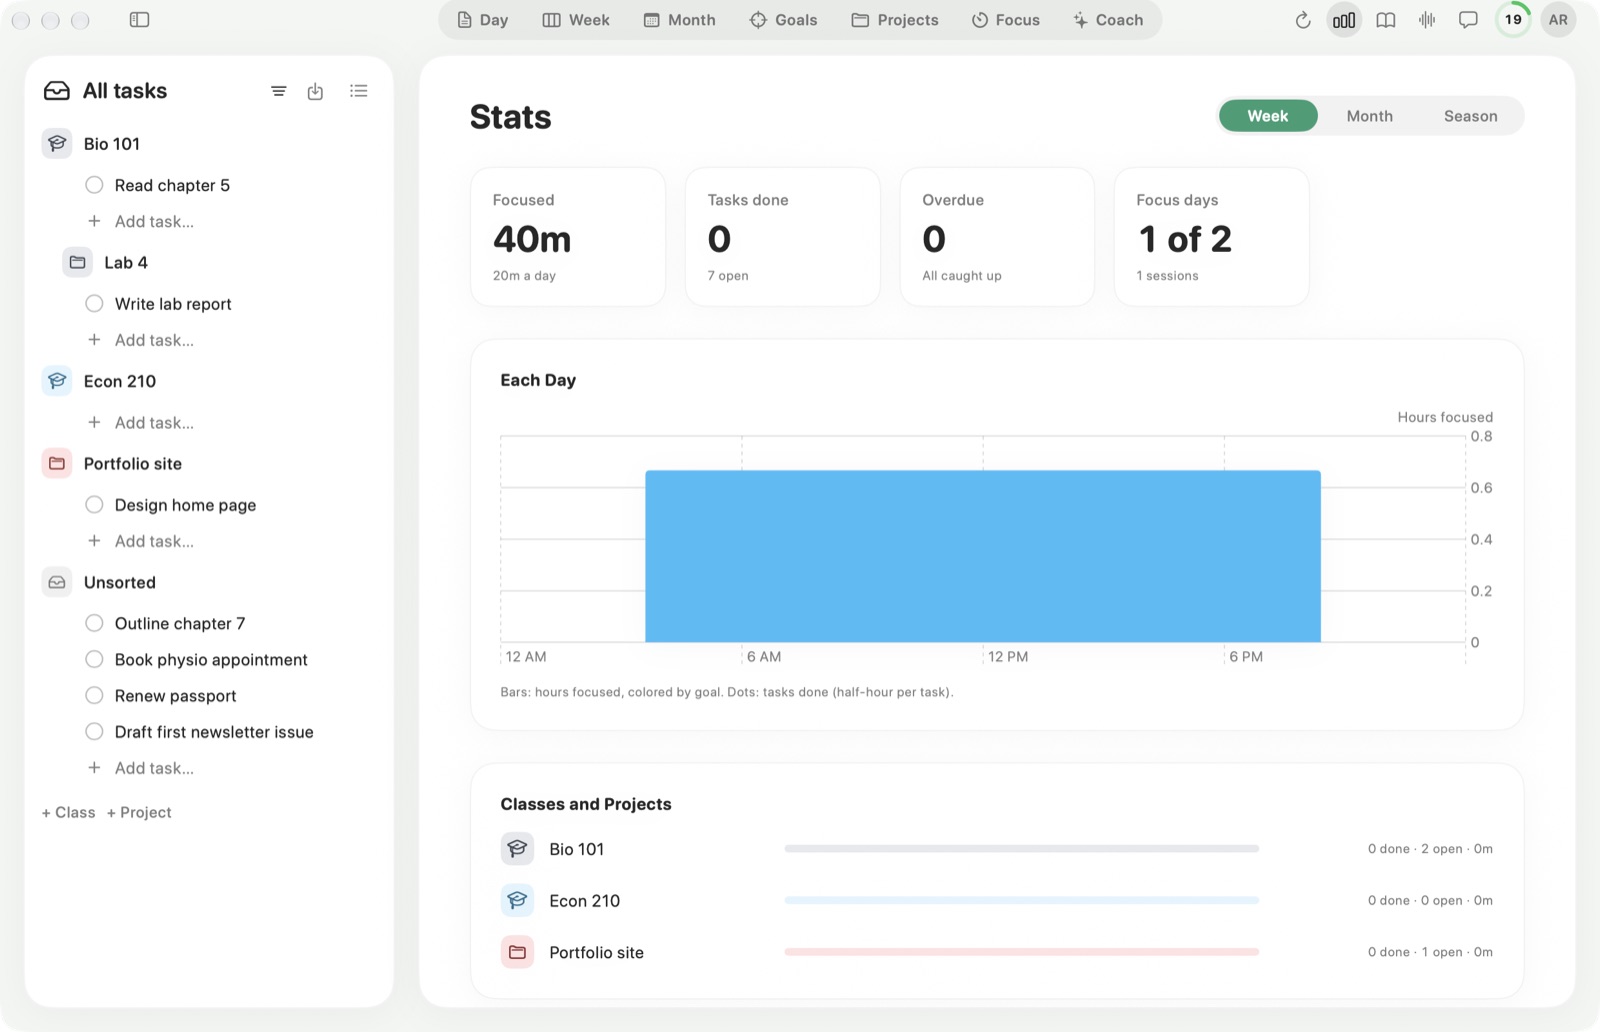 Day
Week
Month
Goals
Projects
Focus
Coach
19
AR
All tasks
Bio 101
Read chapter 5
+ Add task...
Lab 4
Write lab report
+ Add task...
Econ 210
+ Add task...
Portfolio site
Design home page
+ Add task...
Unsorted
Outline chapter 7
Book physio appointment
Renew passport
Draft first newsletter issue
+ Add task...
+ Class + Project
Stats
Week
Month
Season
Focused
40m
20m a day
Tasks done
0
7 open
Overdue
0
All caught up
Focus days
1 of 2
1 sessions
Each Day
Hours focused
0.8
0.6
0.4
0.2
0
12 AM
6 AM
12 PM
6 PM
Bars: hours focused, colored by goal. Dots: tasks done (half-hour per task).
Classes and Projects
Bio 101
0 done · 2 open · 0m
Econ 210
0 done · 0 open · 0m
Portfolio site
0 done · 1 open · 0m